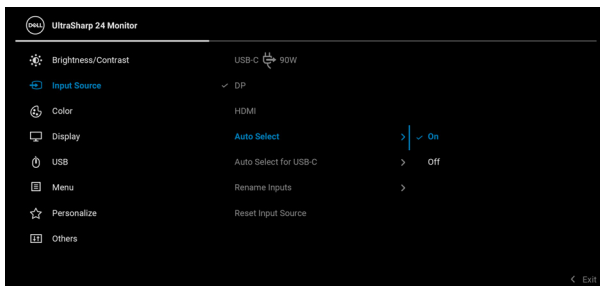 DELL UltraSharp 24 Monitor
Brightness/Contrast USB-C 90W
Input Source DP
Color HDMI
Display Auto Select On
USB Auto Select for USB-C Off
Menu Rename Inputs
Personalize Reset Input Source
Others
Exit